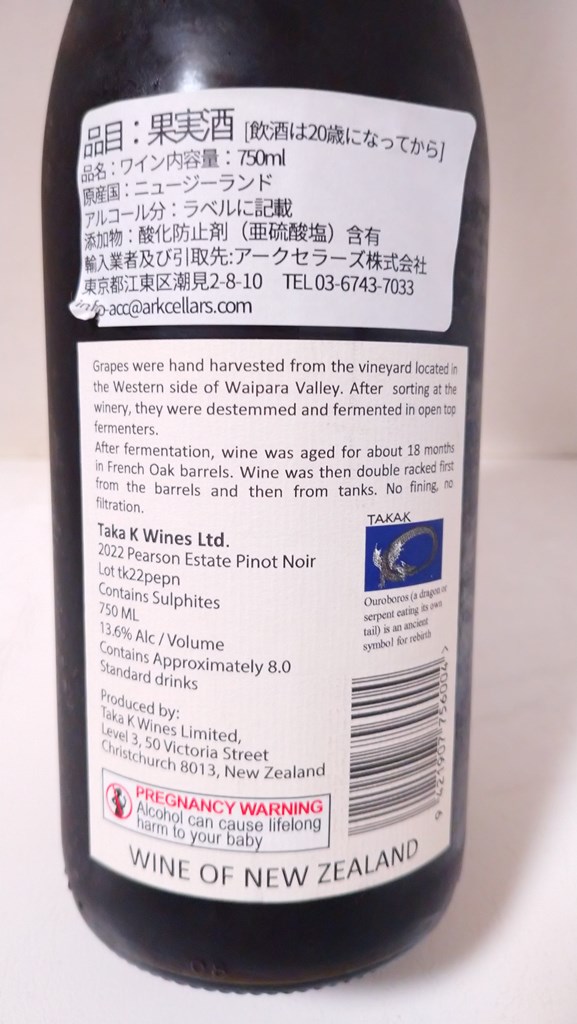 品目：果実酒 [飲酒は20歳になってから]
品名：ワイン内容量：750ml
原産国：ニュージーランド
アルコール分：ラベルに記載
添加物：酸化防止剤（亜硫酸塩）含有
輸入業者及び引取先:アークセラーズ株式会社
東京都江東区潮見2-8-10 TEL 03-6743-7033
info-acc@arkcellars.com
Grapes were hand harvested from the vineyard located in
the Western side of Waipara Valley. After sorting at the
winery, they were destemmed and fermented in open top
fermenters.
After fermentation, wine was aged for about 18 months
in French Oak barrels. Wine was then double racked first
from the barrels and then from tanks. No fining, no
filtration.
Taka K Wines Ltd.
2022 Pearson Estate Pinot Noir
Lot tk22pepn
Contains Sulphites
750 ML
13.6% Alc / Volume
Contains Approximately 8.0
Standard drinks
Produced by:
Taka K Wines Limited,
Level 3, 50 Victoria Street
Christchurch 8013, New Zealand
TAKAK
Ouroboros (a dragon or
serpent eating its own
tail) is an ancient
symbol for rebirth
9 421907 756004 >
PREGNANCY WARNING
Alcohol can cause lifelong
harm to your baby
WINE OF NEW ZEALAND